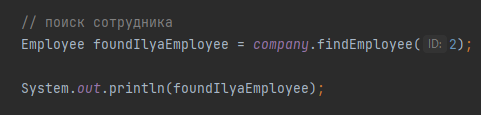 // поиск сотрудника
Employee foundIlyaEmployee = company.findEmployee( ID: 2);
System.out.println(foundIlyaEmployee);